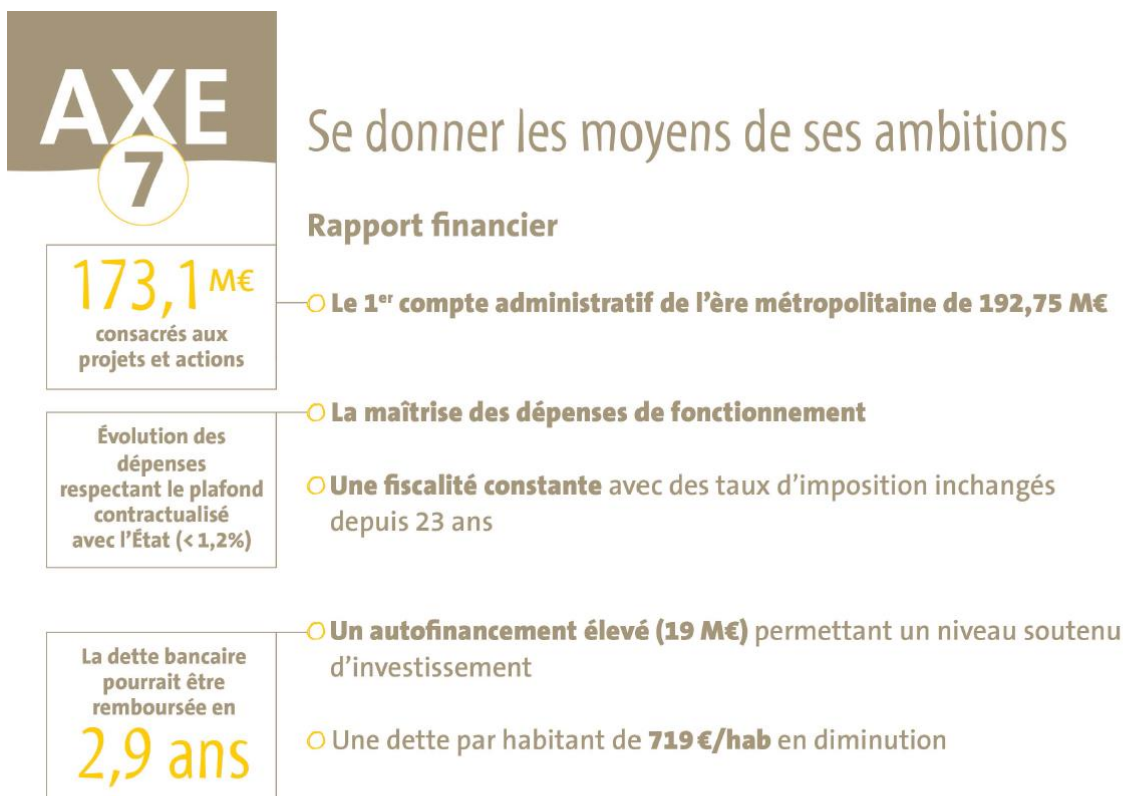 AXE
7
Se donner les moyens de ses ambitions
Rapport financier
173,1 M€
consacrés aux
projets et actions
Le 1er compte administratif de l’ère métropolitaine de 192,75 M€
Évolution des
dépenses
respectant le plafond
contractualisé
avec l’État (< 1,2%)
La maîtrise des dépenses de fonctionnement
Une fiscalité constante avec des taux d’imposition inchangés
depuis 23 ans
La dette bancaire
pourrait être
remboursée en
2,9 ans
Un autofinancement élevé (19 M€) permettant un niveau soutenu
d’investissement
Une dette par habitant de 719 €/hab en diminution